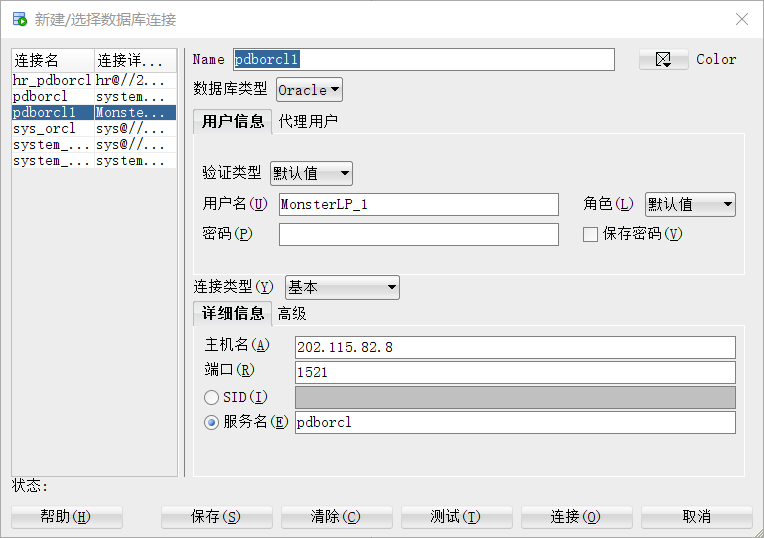 新建/选择数据库连接
连接名 连接详...
hr_pdborcl hr@//2...
pdborcl system...
pdborcl1 Monste...
sys_orcl sys@//...
system_... sys@//...
system_... system...
Name pdborcl1 Color
数据库类型 Oracle
用户信息 代理用户
验证类型 默认值
用户名(U) MonsterLP_1 角色(L) 默认值
密码(P) 保存密码(V)
连接类型(Y) 基本
详细信息 高级
主机名(A) 202.115.82.8
端口(R) 1521
SID(I)
服务名(E) pdborcl
状态:
帮助(H) 保存(S) 清除(C) 测试(T) 连接(O) 取消